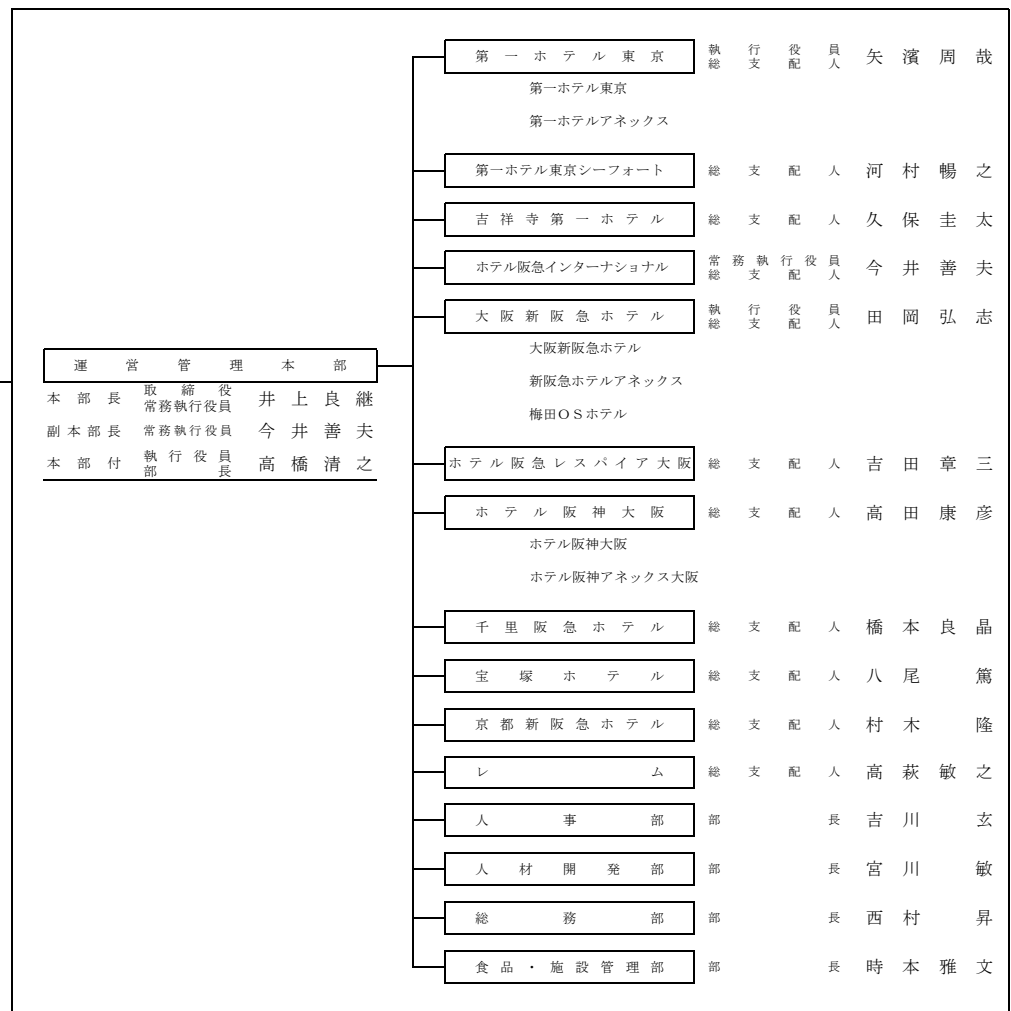 第一ホテル東京 執行役員 総支配人 矢濱周哉
第一ホテル東京
第一ホテルアネックス
第一ホテル東京シーフォート 総支配人 河村暢之
吉祥寺第一ホテル 総支配人 久保圭太
ホテル阪急インターナショナル 常務執行役員 総支配人 今井善夫
大阪新阪急ホテル 執行役員 総支配人 田岡弘志
大阪新阪急ホテル
新阪急ホテルアネックス
梅田OSホテル
運営管理本部
本部長 取締役 常務執行役員 井上良継
副本部長 常務執行役員 今井善夫
本部付 執行役員 部長 高橋清之
ホテル阪急レスパイア大阪 総支配人 吉田章三
ホテル阪神大阪 総支配人 高田康彦
ホテル阪神大阪
ホテル阪神アネックス大阪
千里阪急ホテル 総支配人 橋本良晶
宝塚ホテル 総支配人 八尾篤
京都新阪急ホテル 総支配人 村木隆
レム 総支配人 高萩敏之
人事部 部長 吉川玄
人材開発部 部長 宮川敏
総務部 部長 西村昇
食品・施設管理部 部長 時本雅文